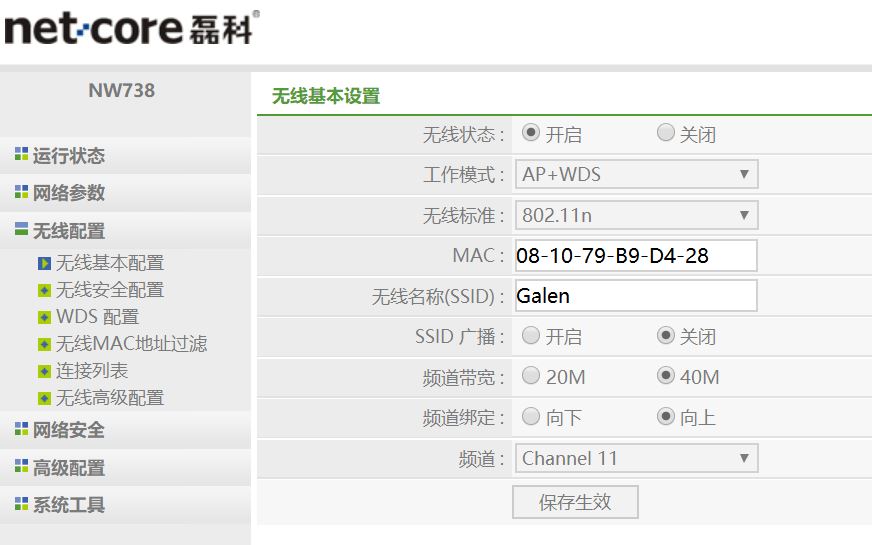 net-core磊科®
NW738
运行状态
网络参数
无线配置
无线基本配置
无线安全配置
WDS 配置
无线MAC地址过滤
连接列表
无线高级配置
网络安全
高级配置
系统工具
无线基本设置
无线状态： 开启 关闭
工作模式： AP+WDS
无线标准： 802.11n
MAC： 08-10-79-B9-D4-28
无线名称(SSID)： Galen
SSID 广播： 开启 关闭
频道带宽： 20M 40M
频道绑定： 向下 向上
频道： Channel 11
保存生效